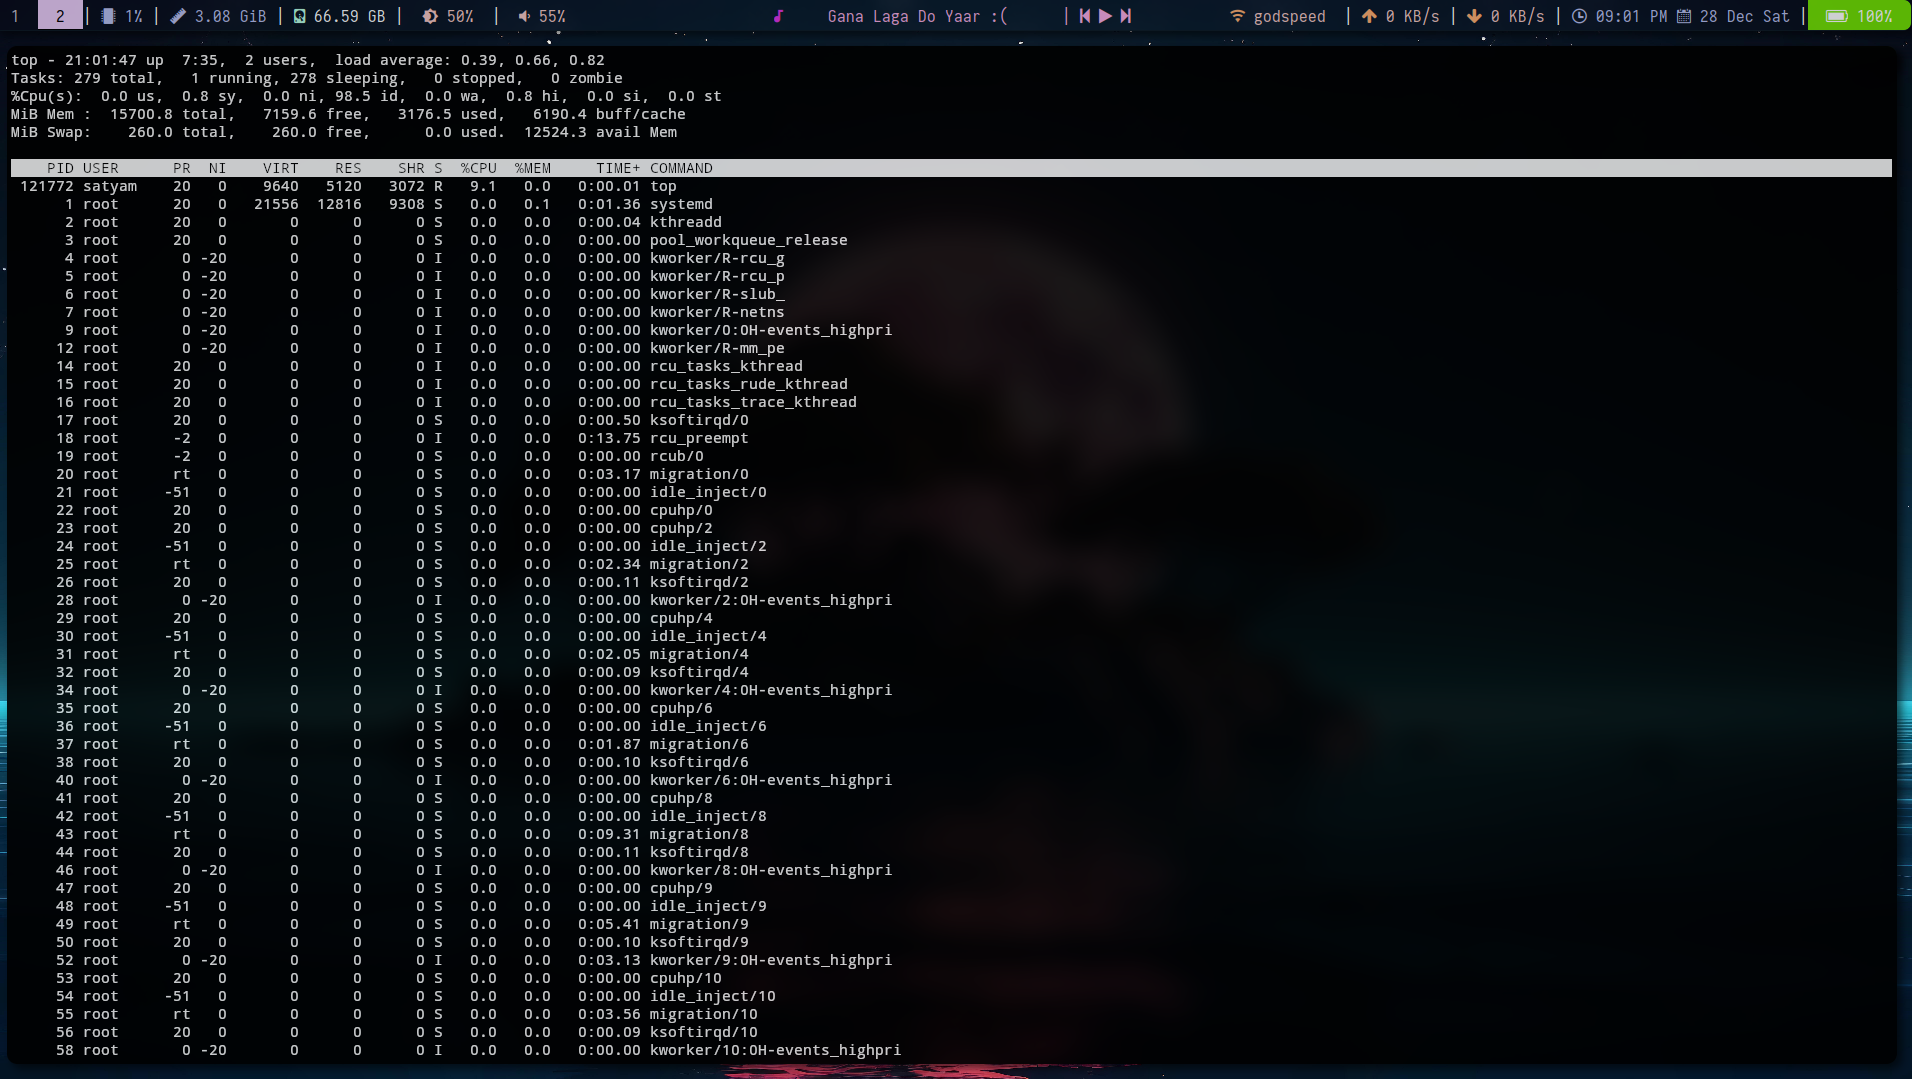 1 2 | 1% | 3.08 GiB | 66.59 GB | 50% | 55% Gana Laga Do Yaar :( | godspeed | 0 KB/s | 0 KB/s | 09:01 PM 28 Dec Sat | 100%
top - 21:01:47 up  7:35,  2 users,  load average: 0.39, 0.66, 0.82
Tasks: 279 total,   1 running, 278 sleeping,   0 stopped,   0 zombie
%Cpu(s):  0.0 us,  0.8 sy,  0.0 ni, 98.5 id,  0.0 wa,  0.8 hi,  0.0 si,  0.0 st
MiB Mem :  15700.8 total,   7159.6 free,   3176.5 used,   6190.4 buff/cache
MiB Swap:    260.0 total,    260.0 free,      0.0 used.  12524.3 avail Mem
PID USER PR NI VIRT RES SHR S %CPU %MEM TIME+ COMMAND
121772 satyam 20 0 9640 5120 3072 R 9.1 0.0 0:00.01 top
1 root 20 0 21556 12816 9308 S 0.0 0.1 0:01.36 systemd
2 root 20 0 0 0 0 S 0.0 0.0 0:00.04 kthreadd
3 root 20 0 0 0 0 S 0.0 0.0 0:00.00 pool_workqueue_release
4 root 0 -20 0 0 0 I 0.0 0.0 0:00.00 kworker/R-rcu_g
5 root 0 -20 0 0 0 I 0.0 0.0 0:00.00 kworker/R-rcu_p
6 root 0 -20 0 0 0 I 0.0 0.0 0:00.00 kworker/R-slub_
7 root 0 -20 0 0 0 I 0.0 0.0 0:00.00 kworker/R-netns
9 root 0 -20 0 0 0 I 0.0 0.0 0:00.00 kworker/0:0H-events_highpri
12 root 0 -20 0 0 0 I 0.0 0.0 0:00.00 kworker/R-mm_pe
14 root 20 0 0 0 0 I 0.0 0.0 0:00.00 rcu_tasks_kthread
15 root 20 0 0 0 0 I 0.0 0.0 0:00.00 rcu_tasks_rude_kthread
16 root 20 0 0 0 0 I 0.0 0.0 0:00.00 rcu_tasks_trace_kthread
17 root 20 0 0 0 0 S 0.0 0.0 0:00.50 ksoftirqd/0
18 root -2 0 0 0 0 I 0.0 0.0 0:13.75 rcu_preempt
19 root -2 0 0 0 0 S 0.0 0.0 0:00.00 rcub/0
20 root rt 0 0 0 0 S 0.0 0.0 0:03.17 migration/0
21 root -51 0 0 0 0 S 0.0 0.0 0:00.00 idle_inject/0
22 root 20 0 0 0 0 S 0.0 0.0 0:00.00 cpuhp/0
23 root 20 0 0 0 0 S 0.0 0.0 0:00.00 cpuhp/2
24 root -51 0 0 0 0 S 0.0 0.0 0:00.00 idle_inject/2
25 root rt 0 0 0 0 S 0.0 0.0 0:02.34 migration/2
26 root 20 0 0 0 0 S 0.0 0.0 0:00.11 ksoftirqd/2
28 root 0 -20 0 0 0 I 0.0 0.0 0:00.00 kworker/2:0H-events_highpri
29 root 20 0 0 0 0 S 0.0 0.0 0:00.00 cpuhp/4
30 root -51 0 0 0 0 S 0.0 0.0 0:00.00 idle_inject/4
31 root rt 0 0 0 0 S 0.0 0.0 0:02.05 migration/4
32 root 20 0 0 0 0 S 0.0 0.0 0:00.09 ksoftirqd/4
34 root 0 -20 0 0 0 I 0.0 0.0 0:00.00 kworker/4:0H-events_highpri
35 root 20 0 0 0 0 S 0.0 0.0 0:00.00 cpuhp/6
36 root -51 0 0 0 0 S 0.0 0.0 0:00.00 idle_inject/6
37 root rt 0 0 0 0 S 0.0 0.0 0:01.87 migration/6
38 root 20 0 0 0 0 S 0.0 0.0 0:00.10 ksoftirqd/6
40 root 0 -20 0 0 0 I 0.0 0.0 0:00.00 kworker/6:0H-events_highpri
41 root 20 0 0 0 0 S 0.0 0.0 0:00.00 cpuhp/8
42 root -51 0 0 0 0 S 0.0 0.0 0:00.00 idle_inject/8
43 root rt 0 0 0 0 S 0.0 0.0 0:09.31 migration/8
44 root 20 0 0 0 0 S 0.0 0.0 0:00.11 ksoftirqd/8
46 root 0 -20 0 0 0 I 0.0 0.0 0:00.00 kworker/8:0H-events_highpri
47 root 20 0 0 0 0 S 0.0 0.0 0:00.00 cpuhp/9
48 root -51 0 0 0 0 S 0.0 0.0 0:00.00 idle_inject/9
49 root rt 0 0 0 0 S 0.0 0.0 0:05.41 migration/9
50 root 20 0 0 0 0 S 0.0 0.0 0:00.10 ksoftirqd/9
52 root 0 -20 0 0 0 I 0.0 0.0 0:03.13 kworker/9:0H-events_highpri
53 root 20 0 0 0 0 S 0.0 0.0 0:00.00 cpuhp/10
54 root -51 0 0 0 0 S 0.0 0.0 0:00.00 idle_inject/10
55 root rt 0 0 0 0 S 0.0 0.0 0:03.56 migration/10
56 root 20 0 0 0 0 S 0.0 0.0 0:00.09 ksoftirqd/10
58 root 0 -20 0 0 0 I 0.0 0.0 0:00.00 kworker/10:0H-events_highpri